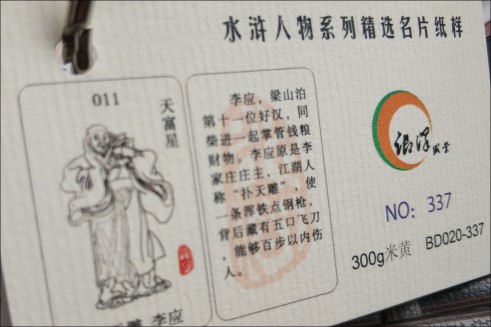 水浒人物系列精选名片纸样
011
天富星
李应
李应,梁山泊
第十一位好汉,同
柴进一起掌管钱粮
财物。李应原是李
家庄庄主,江湖人
称“扑天雕”,使
一条浑铁点钢枪,
背后藏有五口飞刀
,能够百步以内伤
人。
NO: 337
300g米黄 BD020-337